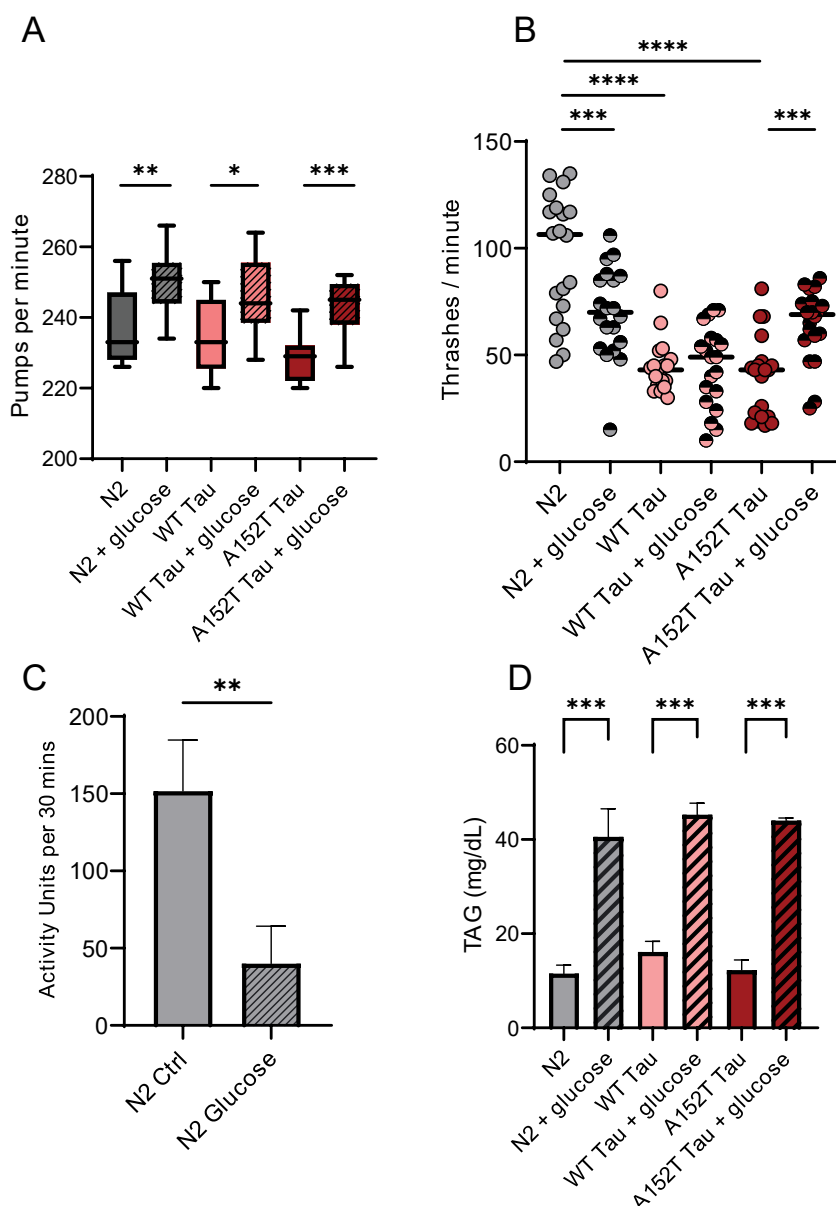 A
280
260
240
220
200
Pumps per minute
**
*
***
N2
N2 + glucose
WT Tau
WT Tau + glucose
A152T Tau
A152T Tau + glucose
B
****
****
***
***
150
100
50
0
Thrashes / minute
N2
N2 + glucose
WT Tau
WT Tau + glucose
A152T Tau
A152T Tau + glucose
C
**
200
150
100
50
0
Activity Units per 30 mins
N2 Ctrl
N2 Glucose
D
***
***
***
60
40
20
0
TAG (mg/dL)
N2
N2 + glucose
WT Tau
WT Tau + glucose
A152T Tau
A152T Tau + glucose